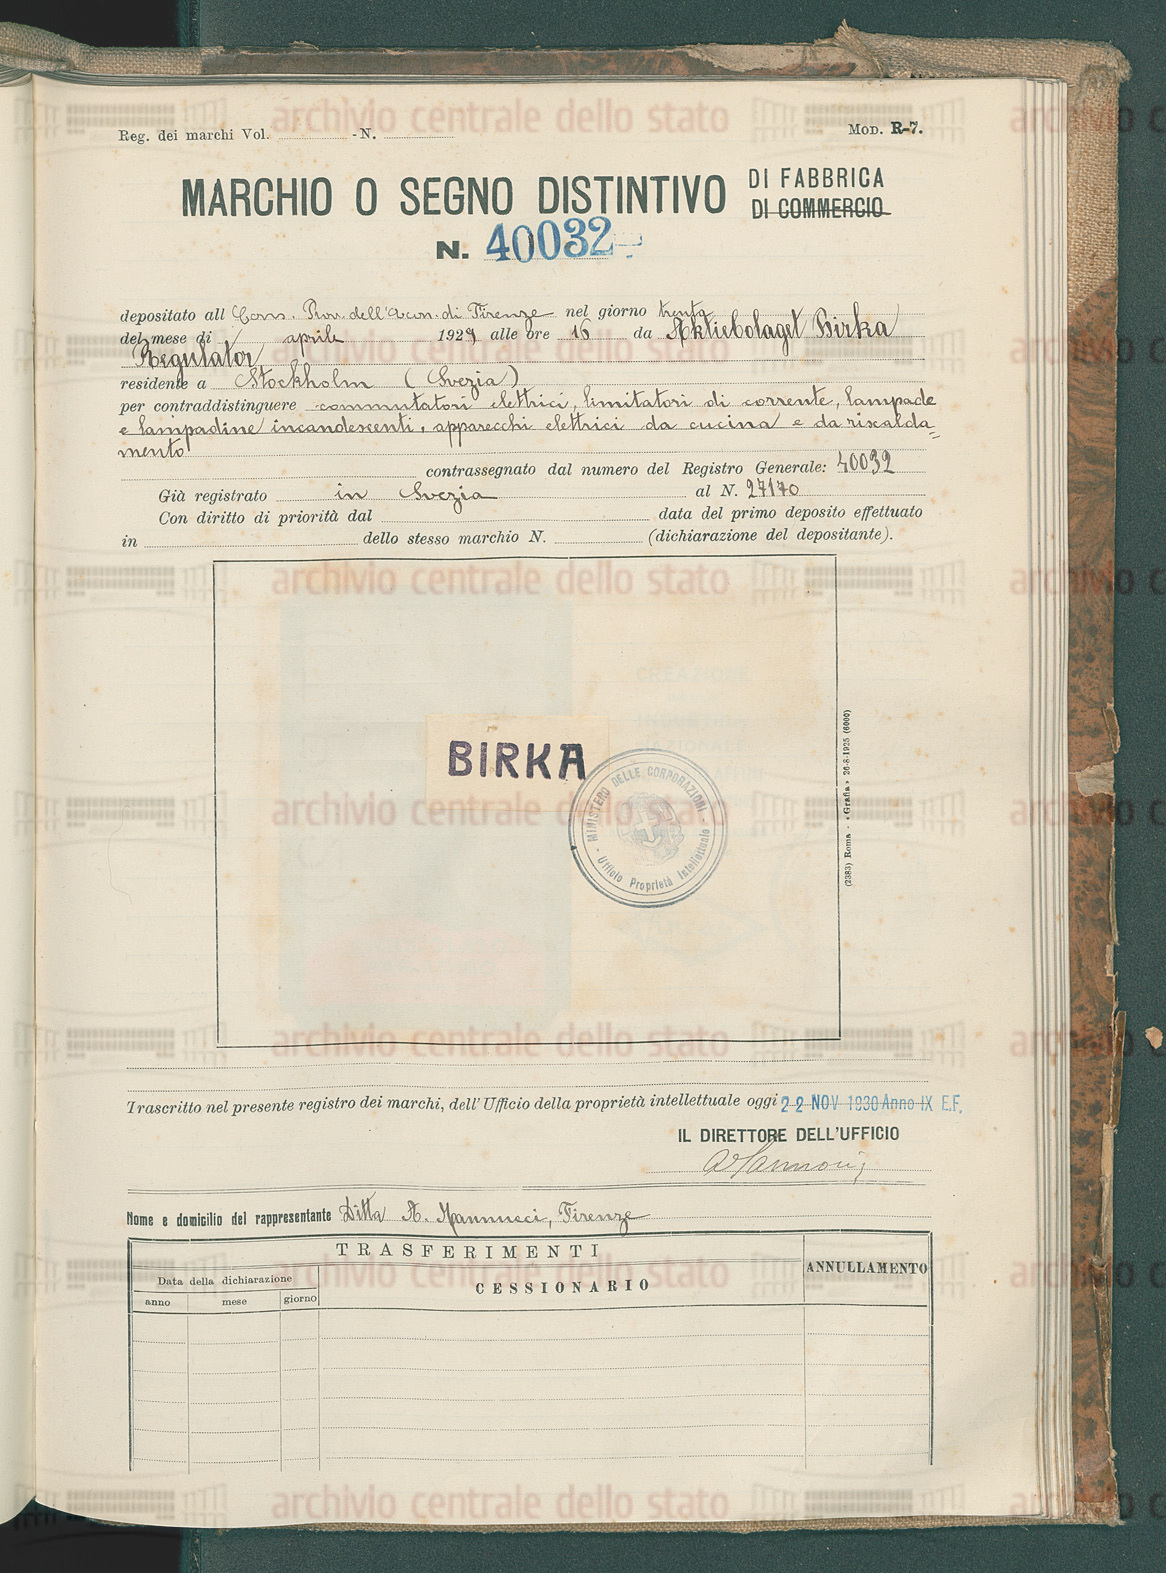 Reg. dei marchi Vol. - N.
MOD. R-7.
MARCHIO O SEGNO DISTINTIVO DI FABBRICA
DI COMMERCIO
N. 40032
depositato all Cons. Prov. dell'Econ. di Firenze nel giorno trenta
del mese di aprile 1929 alle ore 16 da Aktiebolaget Birka
Regulator
residente a Stockholm (Svezia)
per contraddistinguere commutatori elettrici, limitatori di corrente, lampade
e lampadine incandescenti, apparecchi elettrici da cucina e da riscalda=
mento
contrassegnato dal numero del Registro Generale: 40032
Già registrato in Svezia al N. 27170
Con diritto di priorità dal data del primo deposito effettuato
in dello stesso marchio N. (dichiarazione del depositante).
BIRKA
MINISTERO DELLE CORPORAZIONI
Ufficio Proprietà Intellettuale
(2383) Roma - «Grafia» 26-8-1925 (6000)
Trascritto nel presente registro dei marchi, dell'Ufficio della proprietà intellettuale oggi 22 NOV 1930 Anno IX E.F.
IL DIRETTORE DELL'UFFICIO
Nome e domicilio del rappresentante Ditta A. Mannucci, Firenze
TRASFERIMENTI
ANNULLAMENTO
Data della dichiarazione
CESSIONARIO
anno mese giorno
archivio centrale dello stato